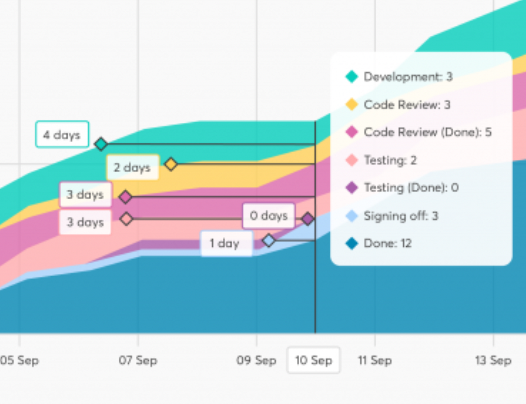 Development: 3
Code Review: 3
Code Review (Done): 5
Testing: 2
Testing (Done): 0
Signing off: 3
Done: 12
4 days
2 days
3 days
3 days
0 days
1 day
05 Sep
07 Sep
09 Sep
10 Sep
11 Sep
13 Sep